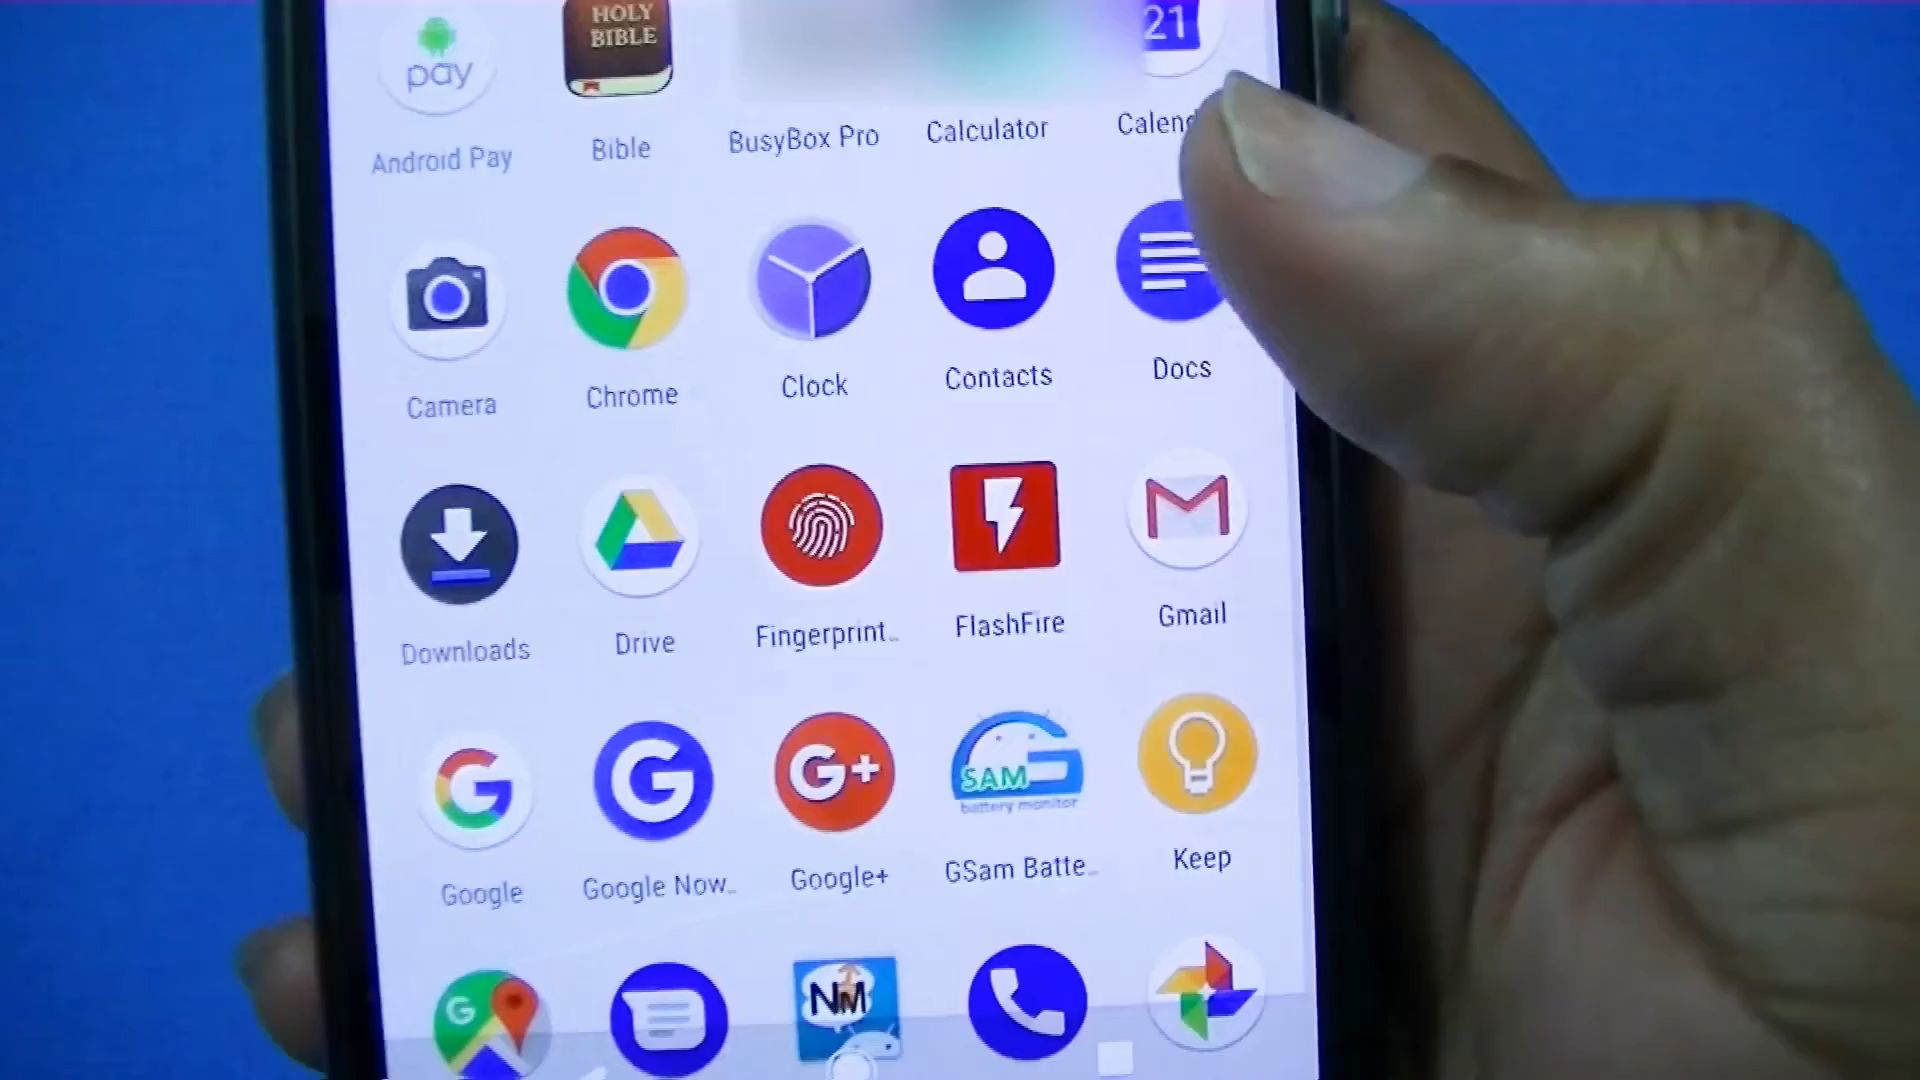 pay
HOLY
BIBLE
21
Android Pay
Bible
BusyBox Pro
Calculator
Calend
Camera
Chrome
Clock
Contacts
Docs
Downloads
Drive
Fingerprint...
FlashFire
Gmail
G
G
G+
SAM
battery monitor
Google
Google Now...
Google+
GSam Batte...
Keep
G
NM